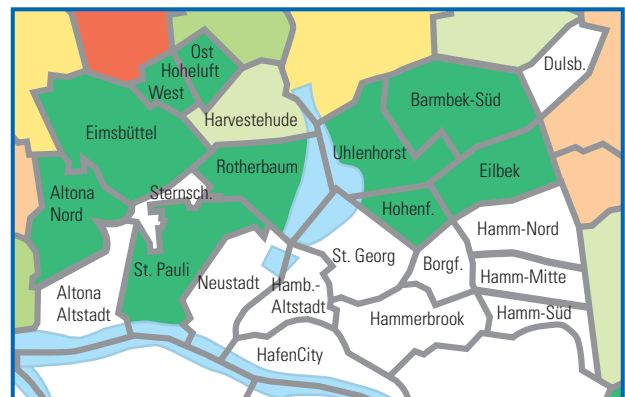 Ost
Hoheluft
West
Dulsb.
Barmbek-Süd
Harvestehude
Eimsbüttel
Uhlenhorst
Rotherbaum
Eilbek
Altona
Nord
Sternsch.
Hohenf.
Hamm-Nord
St. Georg
Borgf.
St. Pauli
Neustadt
Hamm-Mitte
Hamb.-
Altstadt
Altona
Altstadt
Hammerbrook
Hamm-Süd
HafenCity